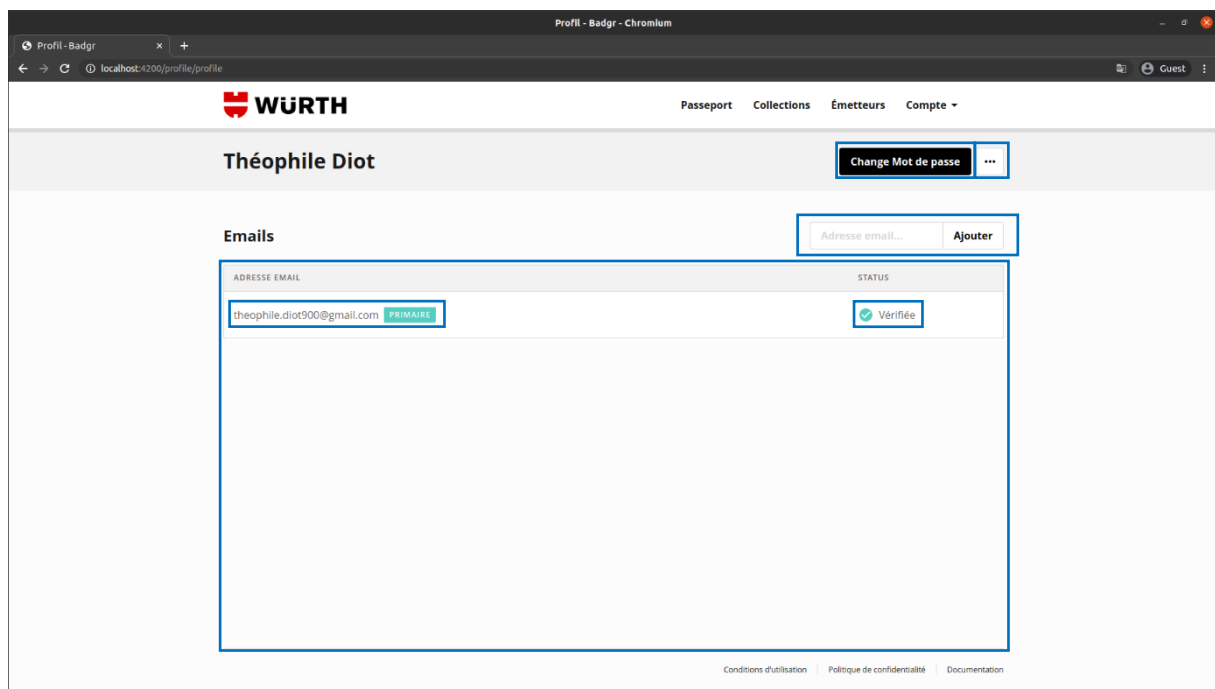 Profil - Badgr - Chromium
Profil - Badgr
localhost:4200/profile/profile
Guest
WÜRTH
Passeport Collections Émetteurs Compte
Théophile Diot
Change Mot de passe ...
Emails
Adresse email... Ajouter
ADRESSE EMAIL STATUS
theophile.diot900@gmail.com PRIMAIRE Vérifiée
Conditions d'utilisation Politique de confidentialité Documentation